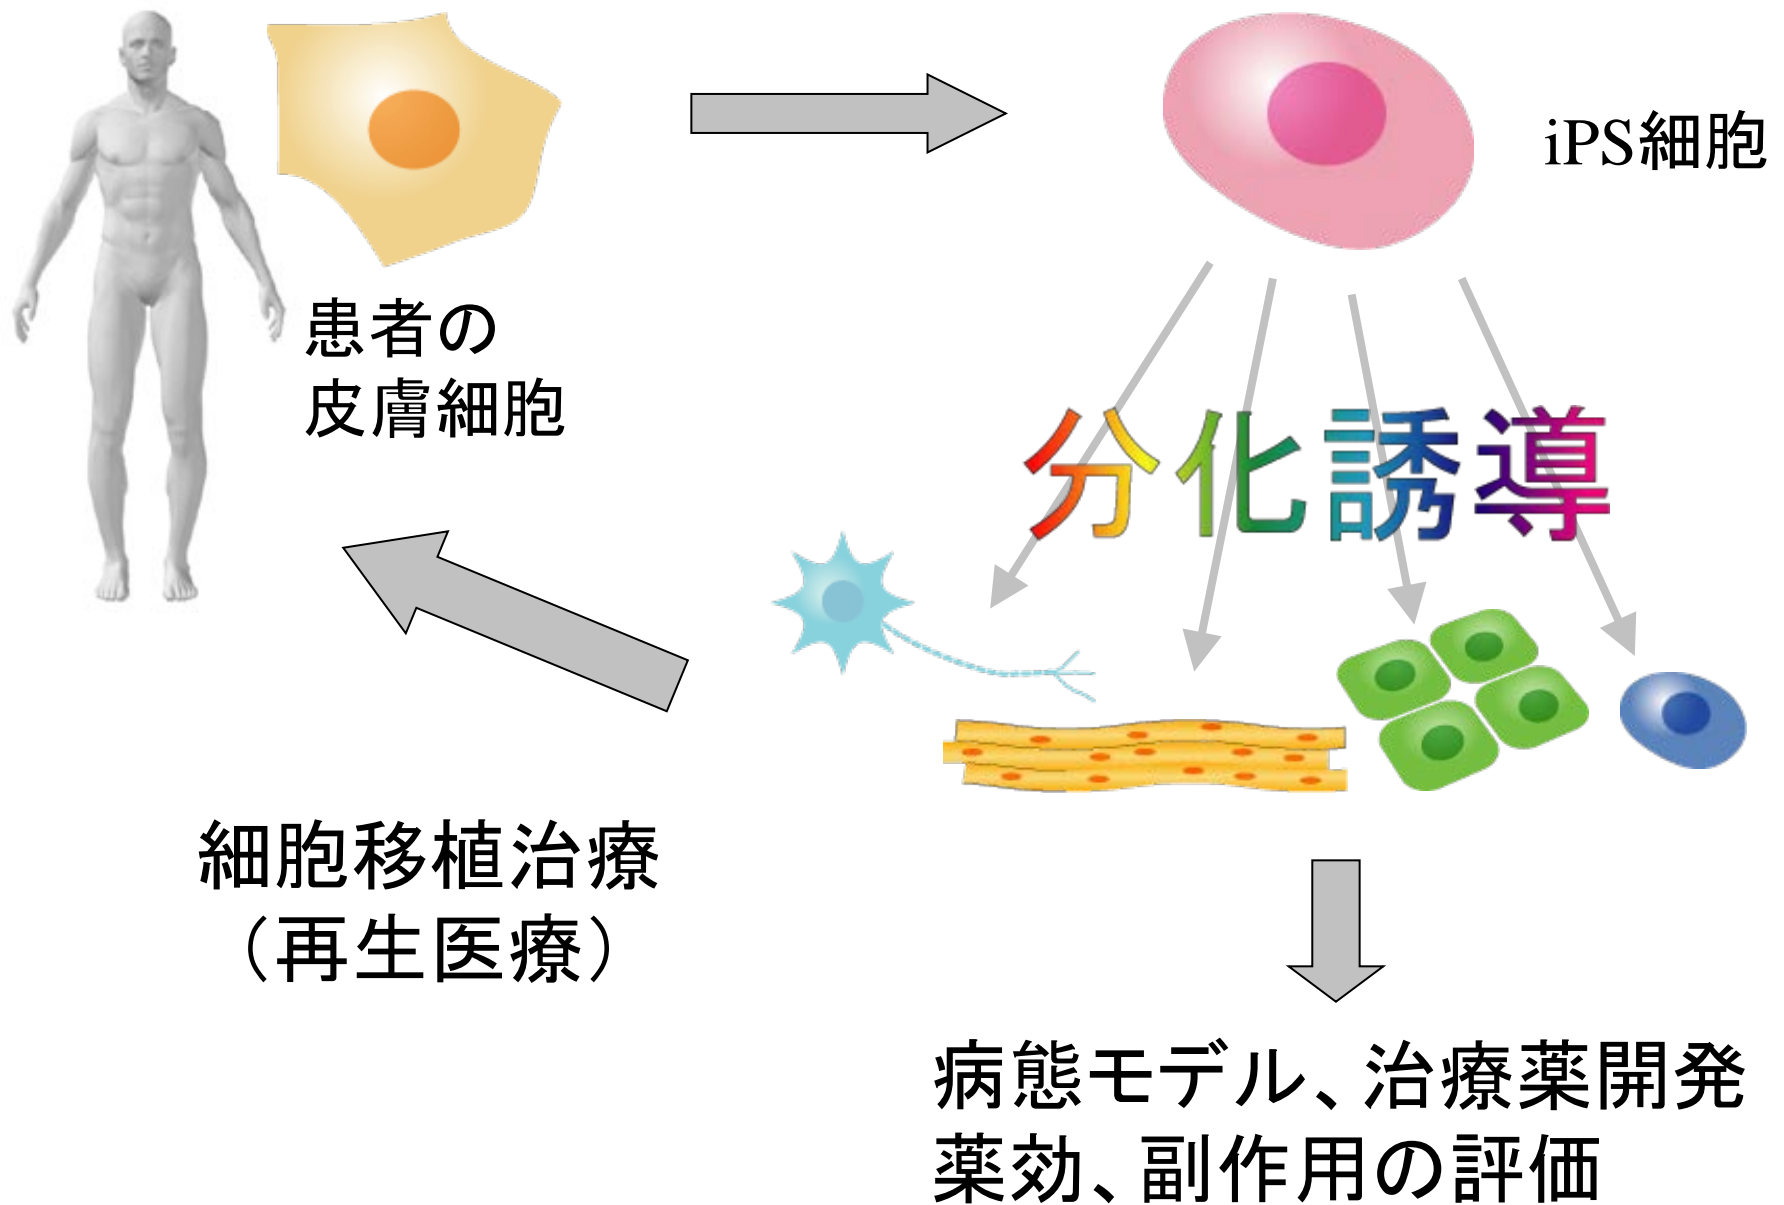 iPS細胞
患者の
皮膚細胞
分化誘導
細胞移植治療
（再生医療）
病態モデル、治療薬開発
薬効、副作用の評価